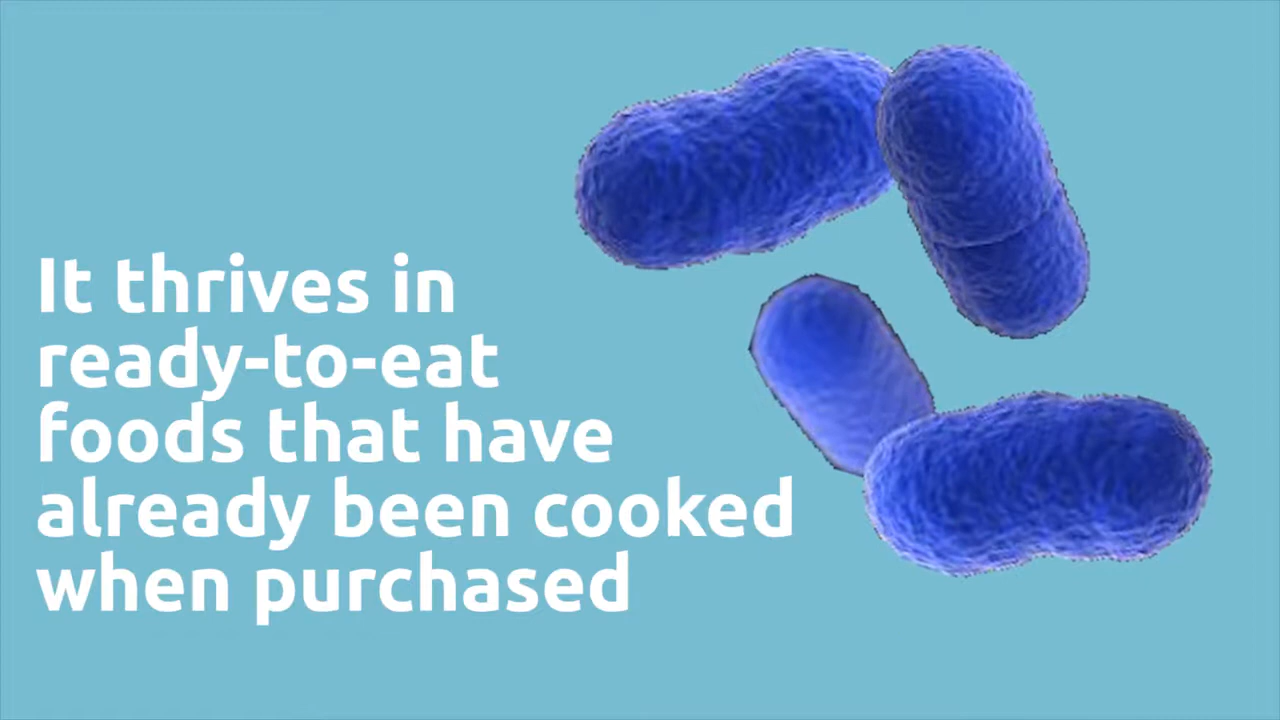 It thrives in
ready-to-eat
foods that have
already been cooked
when purchased